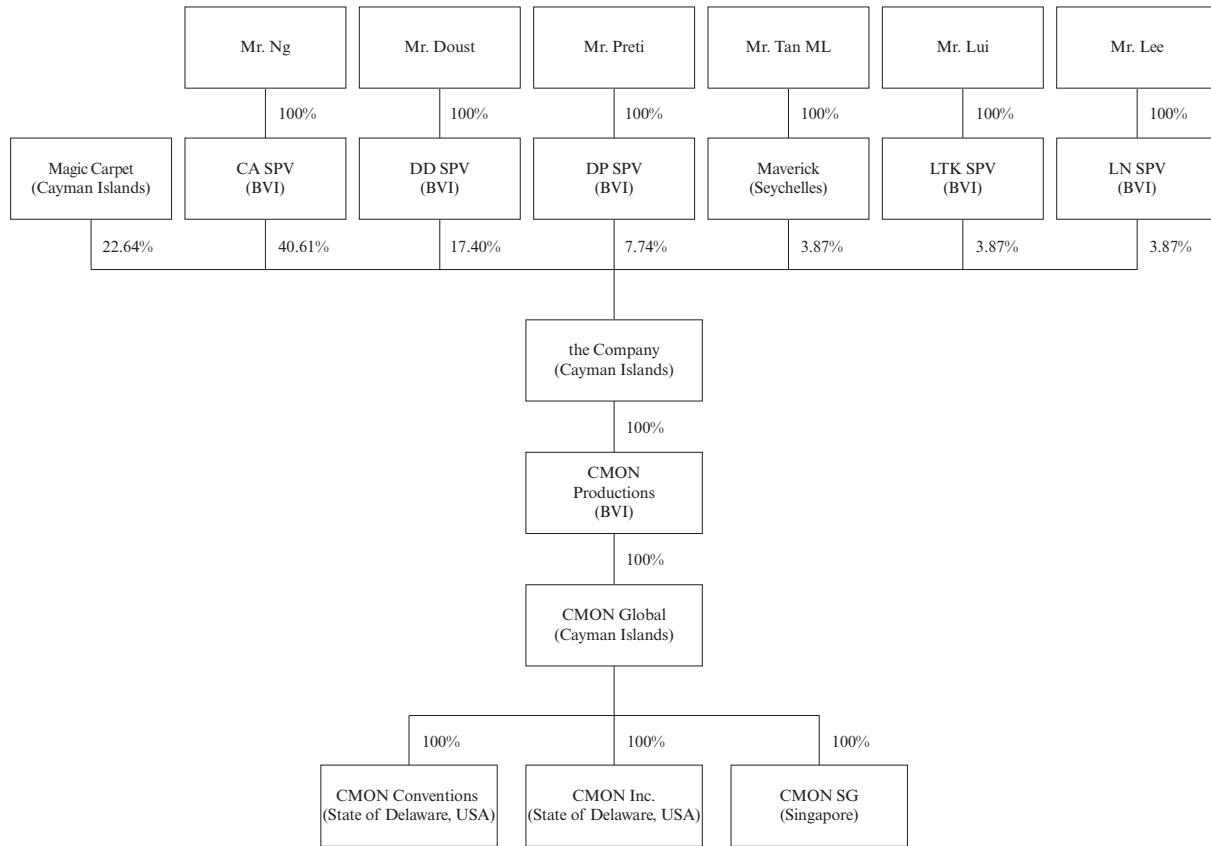 Mr. Ng
Mr. Doust
Mr. Preti
Mr. Tan ML
Mr. Lui
Mr. Lee
100%
100%
100%
100%
100%
100%
Magic Carpet
(Cayman Islands)
CA SPV
(BVI)
DD SPV
(BVI)
DP SPV
(BVI)
Maverick
(Seychelles)
LTK SPV
(BVI)
LN SPV
(BVI)
22.64%
40.61%
17.40%
7.74%
3.87%
3.87%
3.87%
the Company
(Cayman Islands)
100%
CMON
Productions
(BVI)
100%
CMON Global
(Cayman Islands)
100%
100%
100%
CMON Conventions
(State of Delaware, USA)
CMON Inc.
(State of Delaware, USA)
CMON SG
(Singapore)